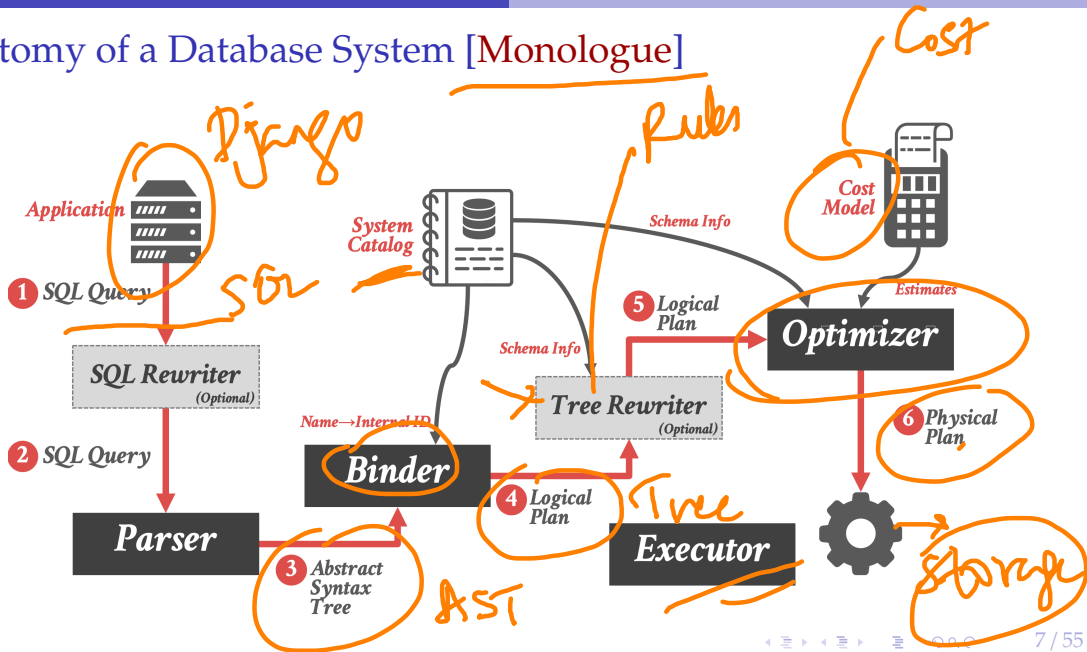 tomy of a Database System [Monologue]
Cost
Django
Rules
Application
System
Catalog
Schema Info
Cost
Model
1 SQL Query
SQL
Estimates
5 Logical
Plan
Optimizer
Schema Info
SQL Rewriter
(Optional)
Tree Rewriter
(Optional)
Name→Internal ID
6 Physical
Plan
2 SQL Query
Binder
4 Logical
Plan
Tree
Parser
Executor
3 Abstract
Syntax
Tree
AST
Storage
7 / 55